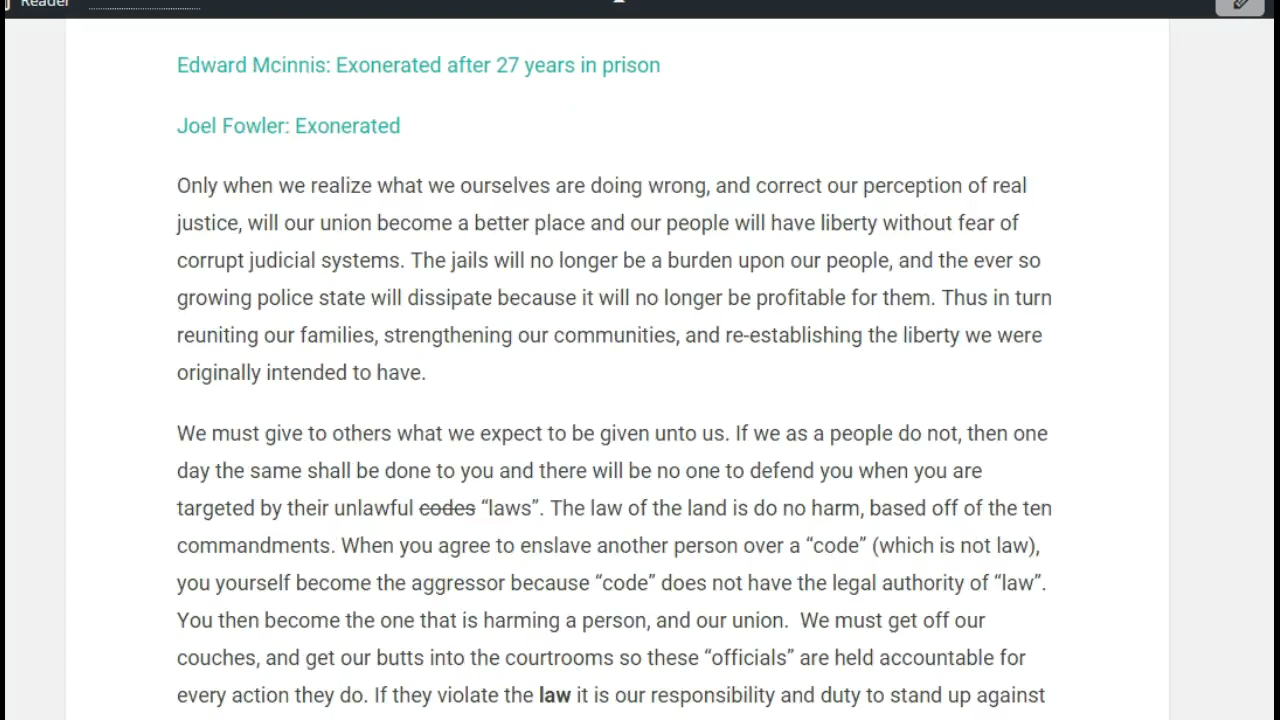 Reader
Edward Mcinnis: Exonerated after 27 years in prison
Joel Fowler: Exonerated
Only when we realize what we ourselves are doing wrong, and correct our perception of real
justice, will our union become a better place and our people will have liberty without fear of
corrupt judicial systems. The jails will no longer be a burden upon our people, and the ever so
growing police state will dissipate because it will no longer be profitable for them. Thus in turn
reuniting our families, strengthening our communities, and re-establishing the liberty we were
originally intended to have.
We must give to others what we expect to be given unto us. If we as a people do not, then one
day the same shall be done to you and there will be no one to defend you when you are
targeted by their unlawful codes “laws”. The law of the land is do no harm, based off of the ten
commandments. When you agree to enslave another person over a “code” (which is not law),
you yourself become the aggressor because “code” does not have the legal authority of “law”.
You then become the one that is harming a person, and our union.  We must get off our
couches, and get our butts into the courtrooms so these “officials” are held accountable for
every action they do. If they violate the law it is our responsibility and duty to stand up against